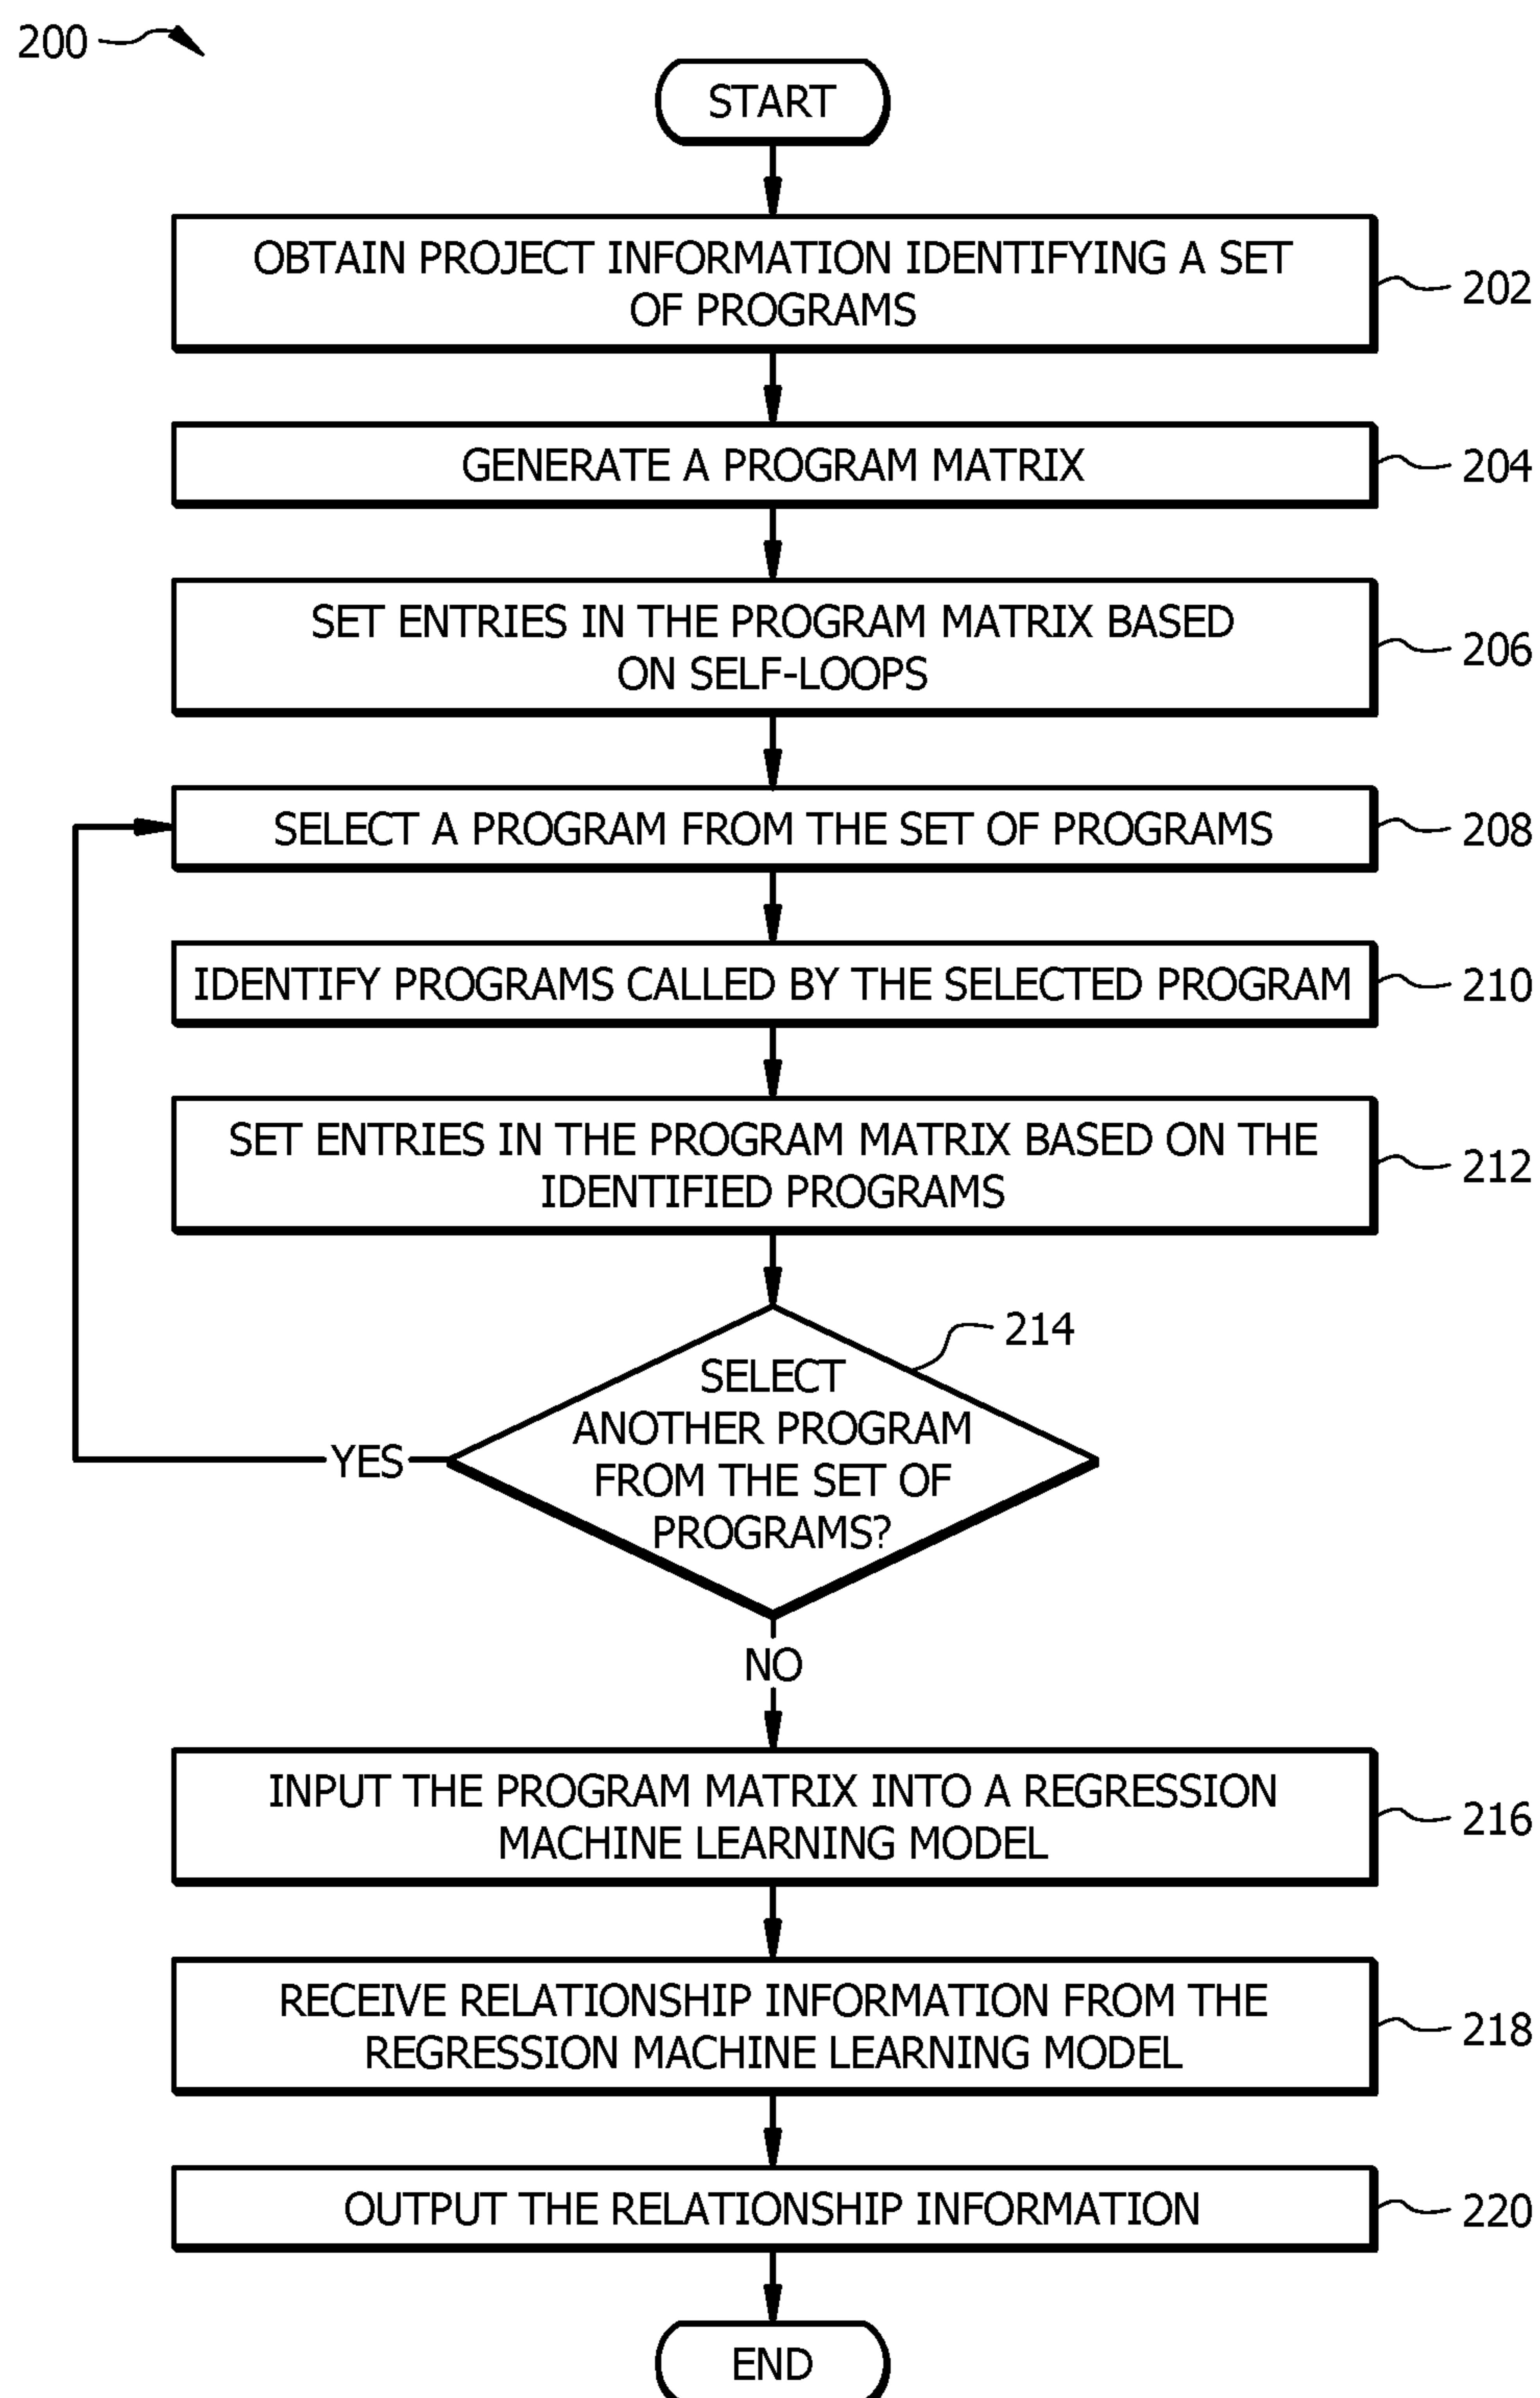 200
START
OBTAIN PROJECT INFORMATION IDENTIFYING A SET
OF PROGRAMS
202
GENERATE A PROGRAM MATRIX
204
SET ENTRIES IN THE PROGRAM MATRIX BASED
ON SELF-LOOPS
206
SELECT A PROGRAM FROM THE SET OF PROGRAMS
208
IDENTIFY PROGRAMS CALLED BY THE SELECTED PROGRAM
210
SET ENTRIES IN THE PROGRAM MATRIX BASED ON THE
IDENTIFIED PROGRAMS
212
214
SELECT
ANOTHER PROGRAM
FROM THE SET OF
PROGRAMS?
YES
NO
INPUT THE PROGRAM MATRIX INTO A REGRESSION
MACHINE LEARNING MODEL
216
RECEIVE RELATIONSHIP INFORMATION FROM THE
REGRESSION MACHINE LEARNING MODEL
218
OUTPUT THE RELATIONSHIP INFORMATION
220
END